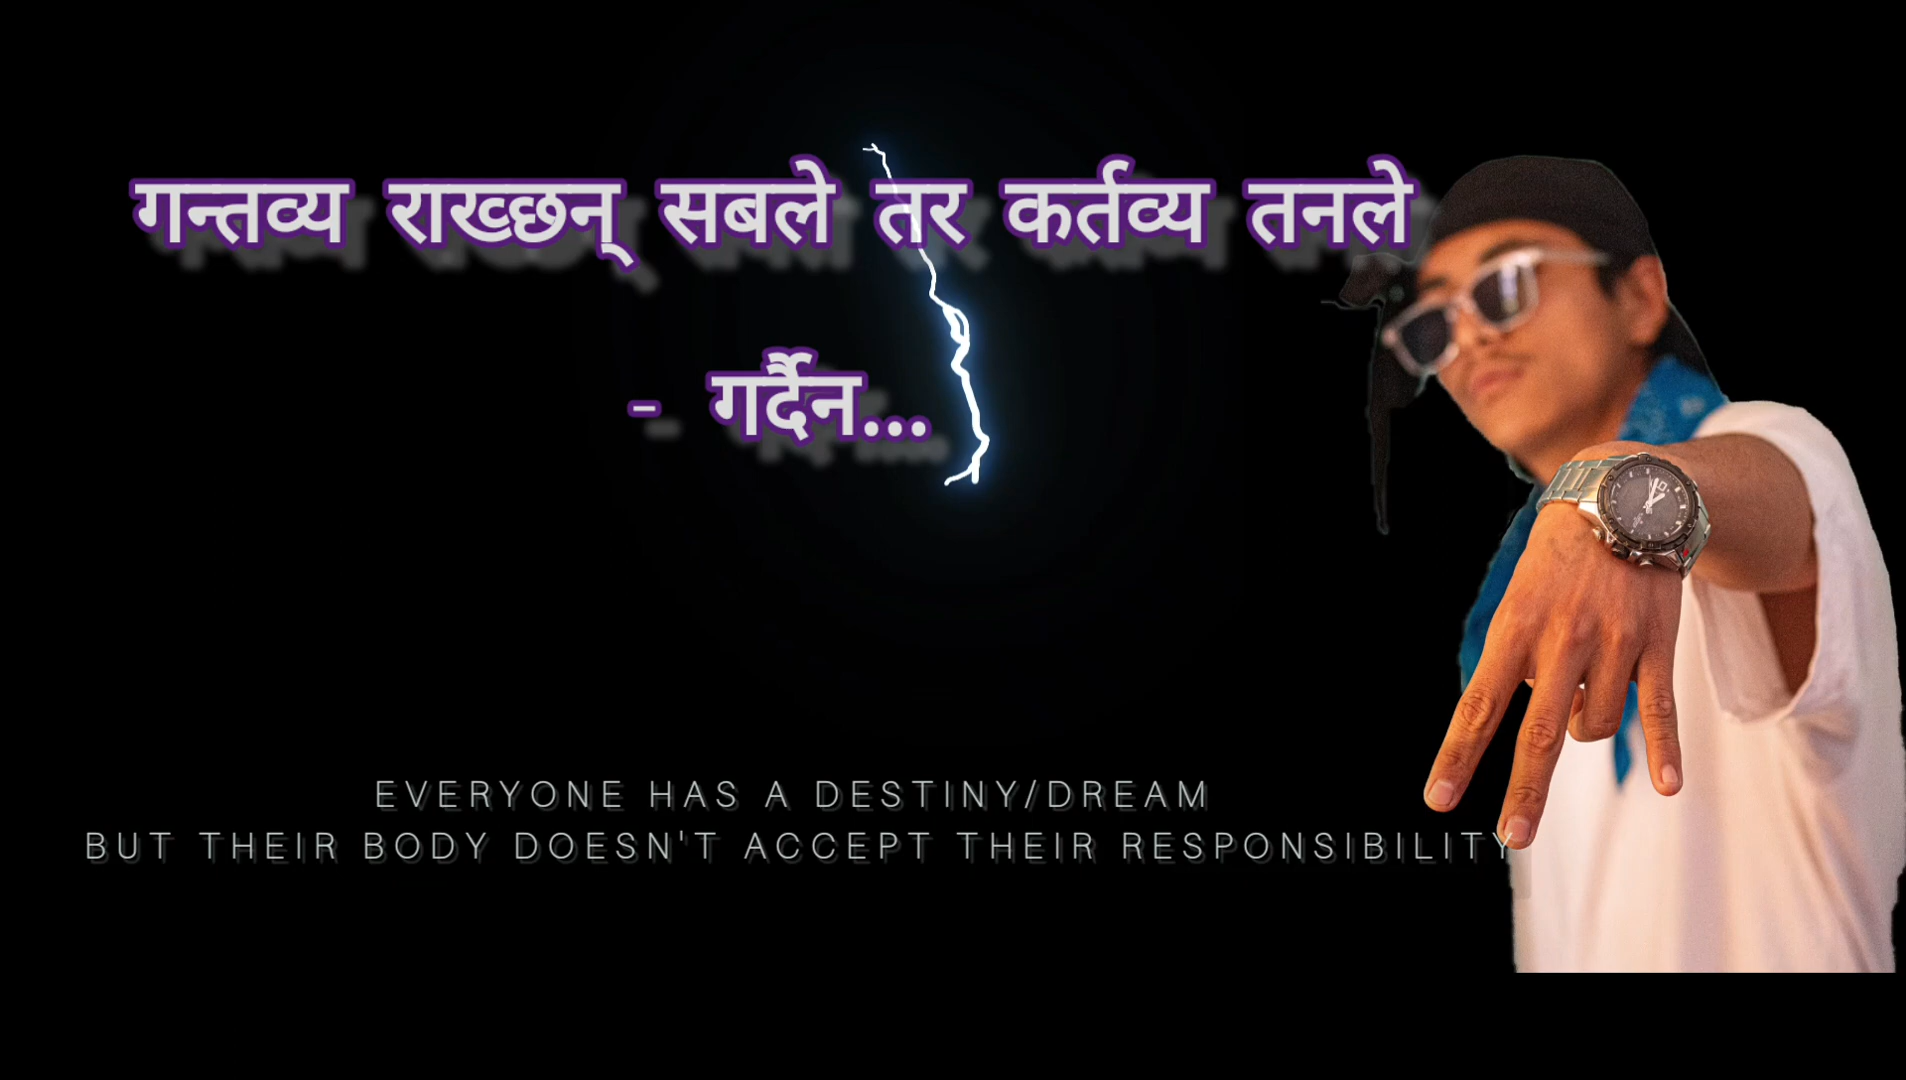 गन्तव्य राख्छन् सबले तर कर्तव्य तनले
- गर्दैन...
EVERYONE HAS A DESTINY/DREAM
BUT THEIR BODY DOESN'T ACCEPT THEIR RESPONSIBILITY